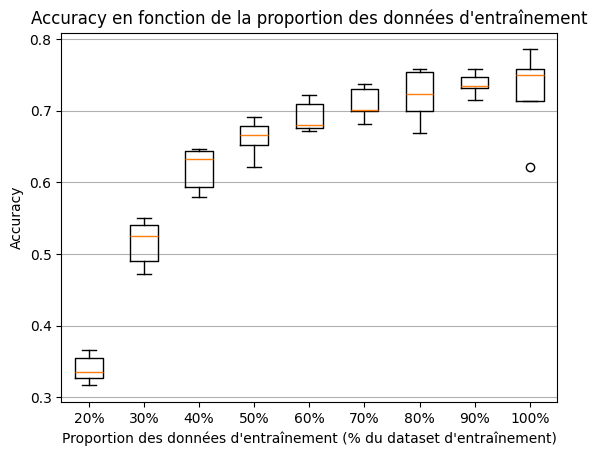 Accuracy en fonction de la proportion des données d'entraînement
0.8
0.7
0.6
0.5
0.4
0.3
Accuracy
20% 30% 40% 50% 60% 70% 80% 90% 100%
Proportion des données d'entraînement (% du dataset d'entraînement)